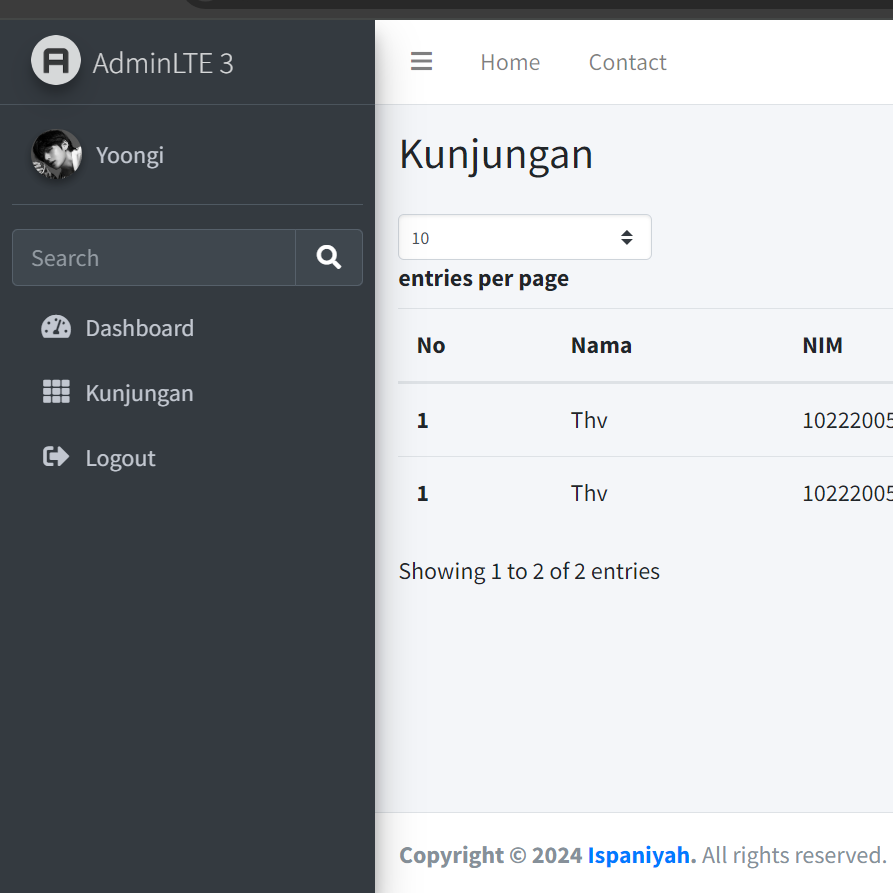 AdminLTE 3
Home Contact
Yoongi
Kunjungan
Search
10
entries per page
Dashboard
Kunjungan
Logout
No Nama NIM
1 Thv 10222005
1 Thv 10222005
Showing 1 to 2 of 2 entries
Copyright © 2024 Ispaniyah. All rights reserved.